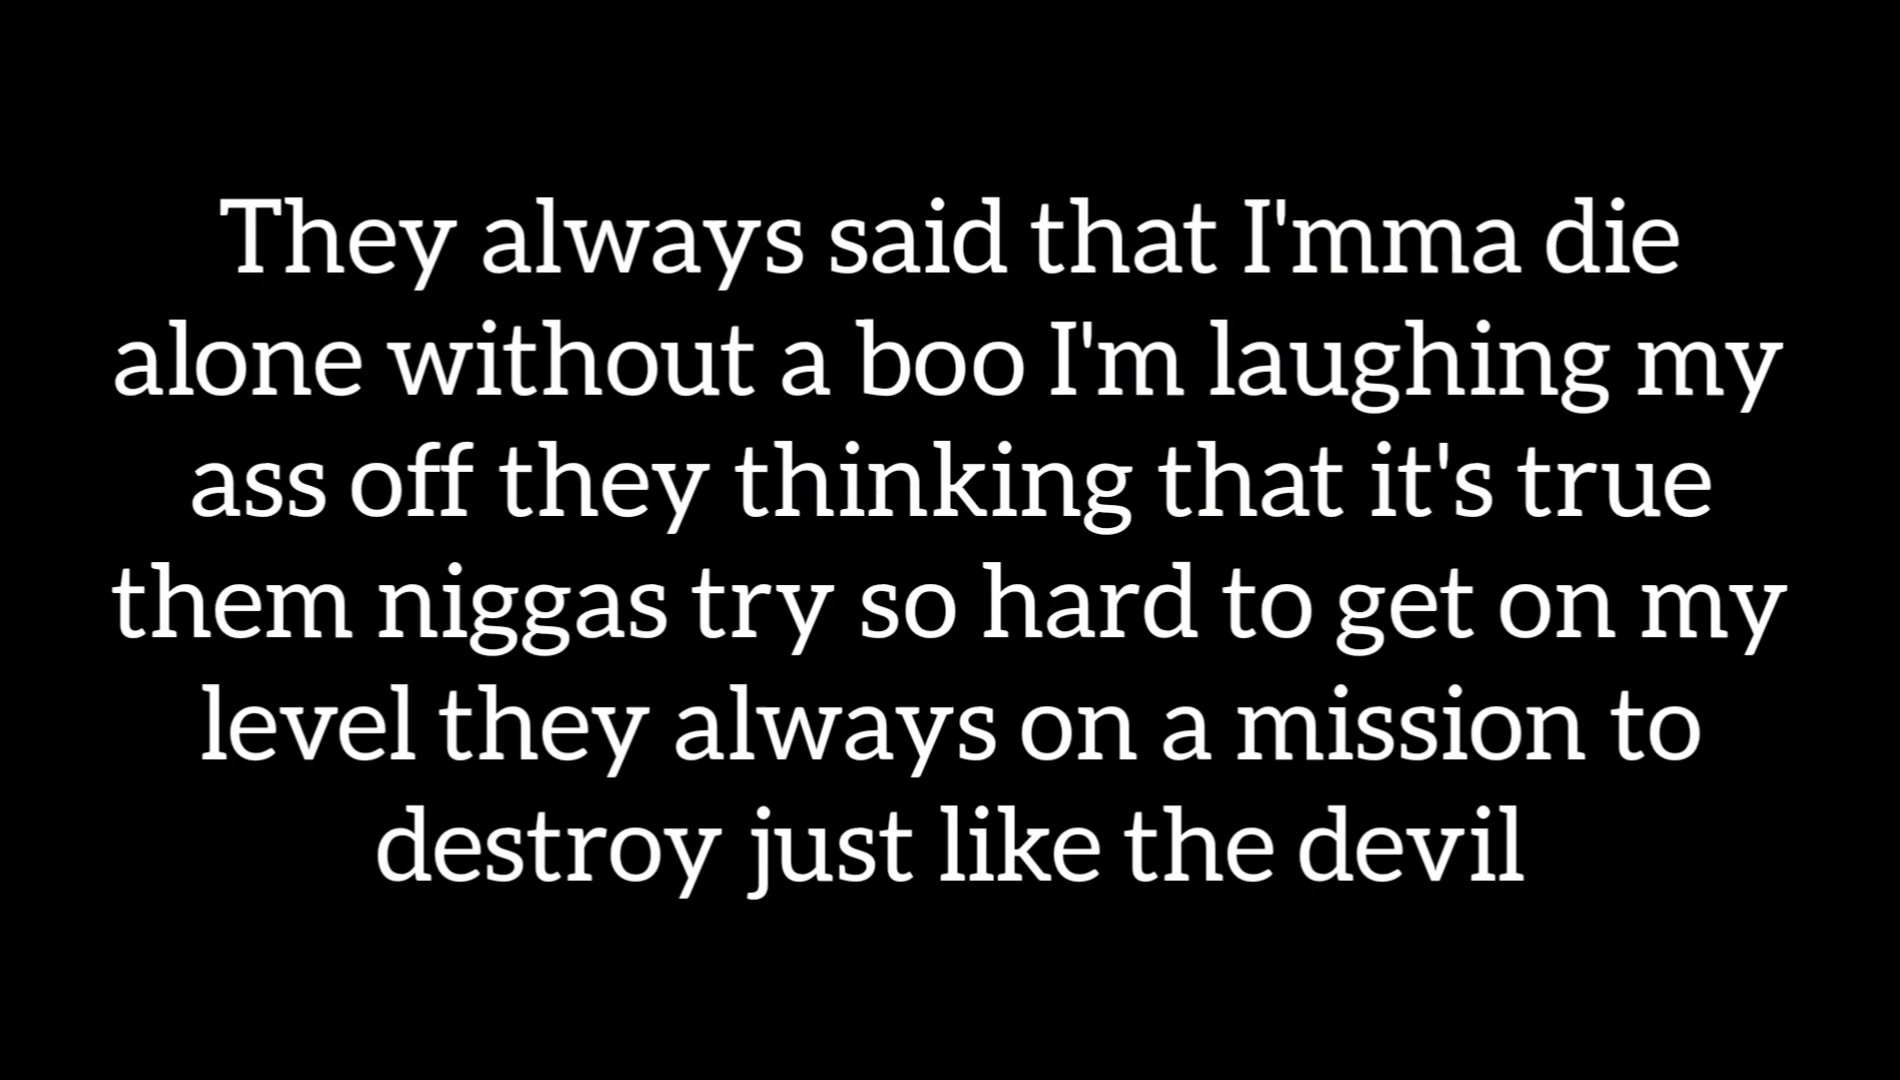 They always said that I'mma die
alone without a boo I'm laughing my
ass off they thinking that it's true
them niggas try so hard to get on my
level they always on a mission to
destroy just like the devil